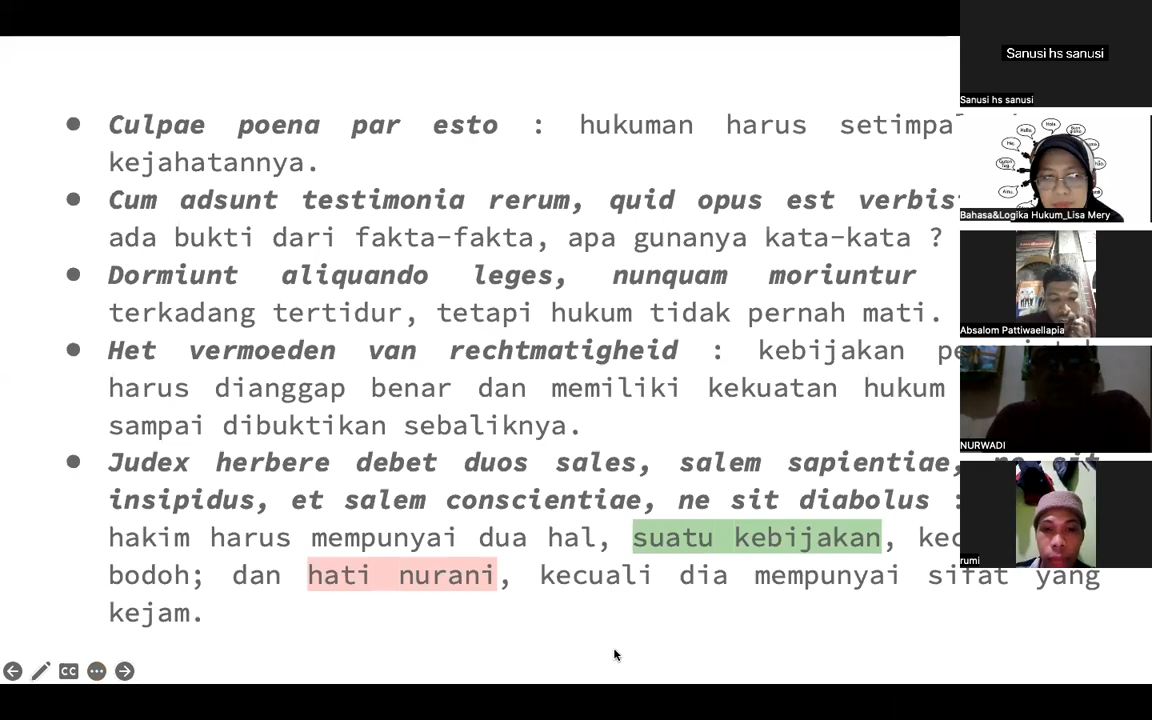 ● Culpae poena par esto : hukuman harus
kejahatannya.
● Cum adsunt testimonia rerum, quid opus est
ada bukti dari fakta-fakta, apa gunanya kata-kata ?
● Dormiunt aliquando leges, nunquam moriuntur
terkadang tertidur, tetapi hukum tidak pernah mati.
● Het vermoeden van rechtmatigheid : kebijakan
harus dianggap benar dan memiliki kekuatan hukum
sampai dibuktikan sebaliknya.
● Judex herbere debet duos sales, salem sapientiae, ne sit
insipidus, et salem conscientiae, ne sit diabolus :
hakim harus mempunyai dua hal, suatu kebijakan,
bodoh; dan hati nurani, kecuali dia mempunyai sifat yang
kejam.
CC
Sanusi hs sanusi
Sanusi hs sanusi
Bahasa&Logika Hukum_Lisa Mery
Absalom Pattiwaellapia
NURWADI
rumi